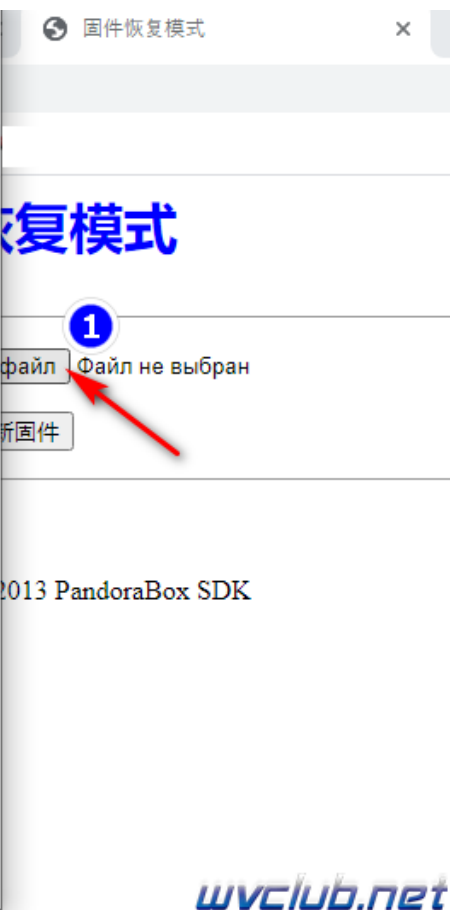 固件恢复模式 ×
复模式
1
файл Файл не выбран
新固件
2013 PandoraBox SDK
wvclub.net